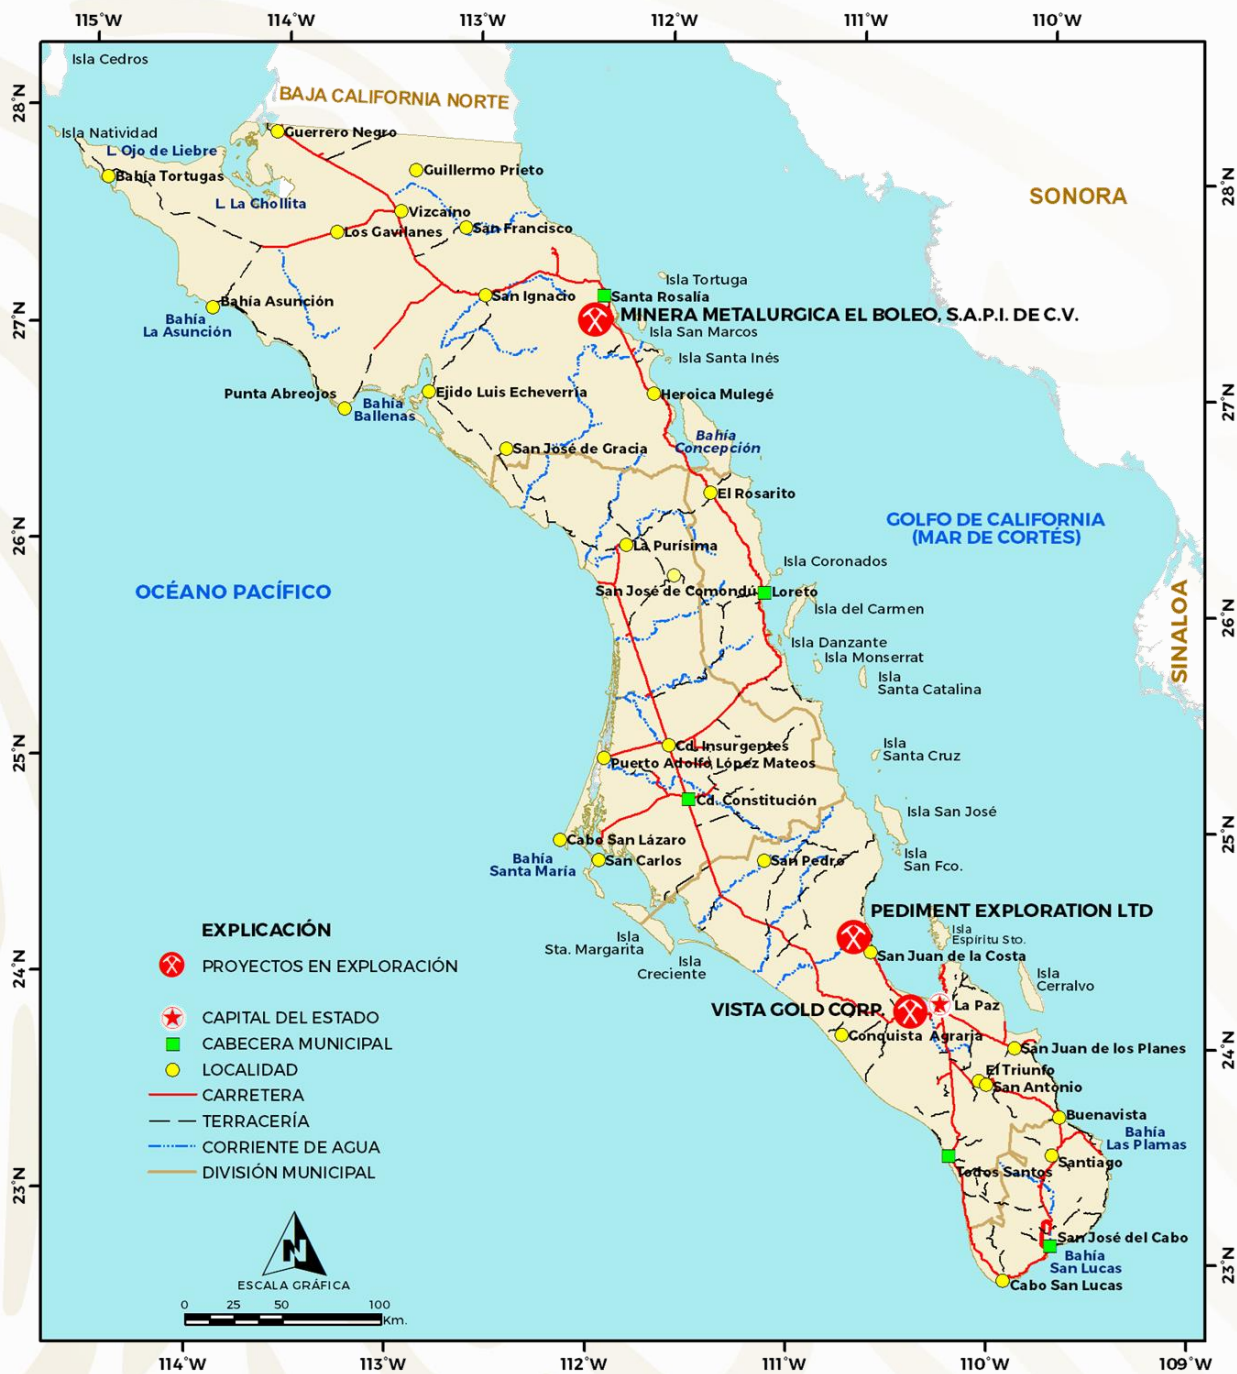 115°W 114°W 113°W 112°W 111°W 110°W
28°N
27°N
26°N
25°N
24°N
23°N
28°N
27°N
26°N
25°N
24°N
23°N
Isla Cedros
BAJA CALIFORNIA NORTE
Isla Natividad
Guerrero Negro
L. Ojo de Liebre
Bahía Tortugas
Guillermo Prieto
SONORA
L. La Chollita
Vizcaíno
Los Gavilanes
San Francisco
Isla Tortuga
San Ignacio
Santa Rosalía
Bahía Asunción
MINERA METALURGICA EL BOLEO, S.A.P.I. DE C.V.
Bahía
La Asunción
Isla San Marcos
Isla Santa Inés
Punta Abreojos
Bahía
Ballenas
Ejido Luis Echeverría
Heroica Mulegé
Bahía
Concepción
San José de Gracia
El Rosarito
GOLFO DE CALIFORNIA
(MAR DE CORTÉS)
La Purísima
Isla Coronados
OCÉANO PACÍFICO
San José de Comondú
Loreto
Isla del Carmen
SINALOA
Isla Danzante
Isla Monserrat
Isla
Santa Catalina
Cd. Insurgentes
Isla
Santa Cruz
Puerto Adolfo López Mateos
Cd. Constitución
Isla San José
Cabo San Lázaro
Bahía
Santa María
San Carlos
San Pedro
Isla
San Fco.
PEDIMENT EXPLORATION LTD
Isla
Espíritu Sto.
Isla
Sta. Margarita
Isla
Creciente
San Juan de la Costa
Isla
Cerralvo
VISTA GOLD CORP.
La Paz
Conquista Agraria
San Juan de los Planes
El Triunfo
San Antonio
Buenavista
Bahía
Las Plamas
Santiago
Todos Santos
San José del Cabo
Bahía
San Lucas
Cabo San Lucas
EXPLICACIÓN
PROYECTOS EN EXPLORACIÓN
CAPITAL DEL ESTADO
CABECERA MUNICIPAL
LOCALIDAD
CARRETERA
TERRACERÍA
CORRIENTE DE AGUA
DIVISIÓN MUNICIPAL
N
ESCALA GRÁFICA
0 25 50 100
Km.
114°W 113°W 112°W 111°W 110°W 109°W